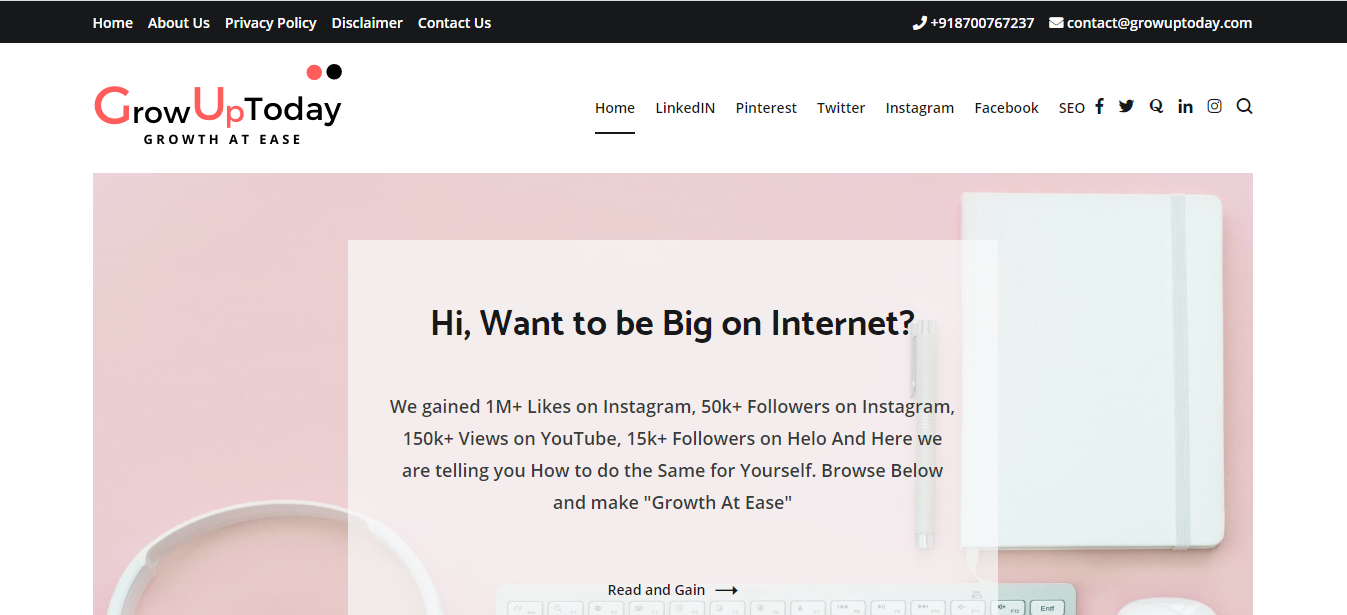 Home About Us Privacy Policy Disclaimer Contact Us +918700767237 contact@growuptoday.com
GrowUpToday
GROWTH AT EASE
Home LinkedIN Pinterest Twitter Instagram Facebook SEO
Hi, Want to be Big on Internet?
We gained 1M+ Likes on Instagram, 50k+ Followers on Instagram,
150k+ Views on YouTube, 15k+ Followers on Helo And Here we
are telling you How to do the Same for Yourself. Browse Below
and make "Growth At Ease"
Read and Gain
F12 Entf